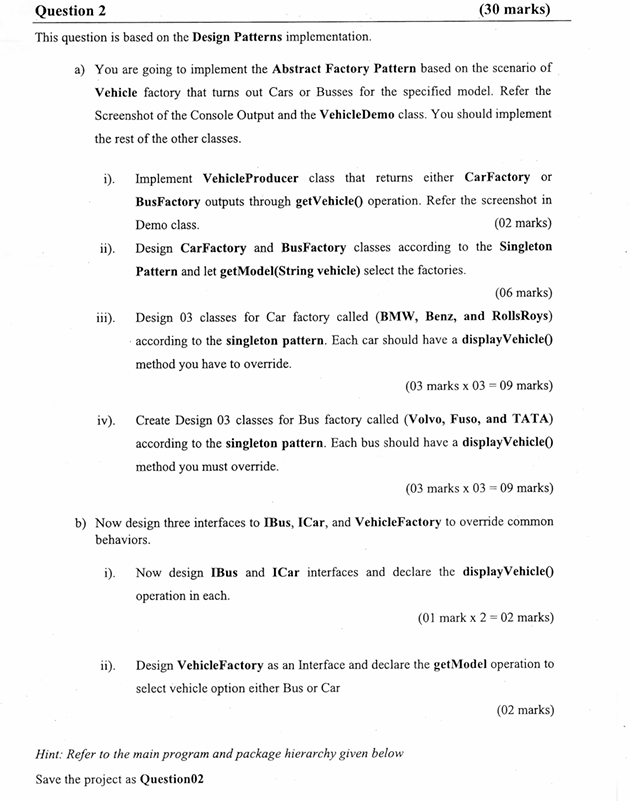 Question 2 (30 marks)
This question is based on the Design Patterns implementation.
a) You are going to implement the Abstract Factory Pattern based on the scenario of
Vehicle factory that turns out Cars or Busses for the specified model. Refer the
Screenshot of the Console Output and the VehicleDemo class. You should implement
the rest of the other classes.
i). Implement VehicleProducer class that returns either CarFactory or
BusFactory outputs through getVehicle() operation. Refer the screenshot in
Demo class. (02 marks)
ii). Design CarFactory and BusFactory classes according to the Singleton
Pattern and let getModel(String vehicle) select the factories.
(06 marks)
iii). Design 03 classes for Car factory called (BMW, Benz, and RollsRoys)
according to the singleton pattern. Each car should have a displayVehicle()
method you have to override.
(03 marks x 03 = 09 marks)
iv). Create Design 03 classes for Bus factory called (Volvo, Fuso, and TATA)
according to the singleton pattern. Each bus should have a displayVehicle()
method you must override.
(03 marks x 03 = 09 marks)
b) Now design three interfaces to IBus, ICar, and VehicleFactory to override common
behaviors.
i). Now design IBus and ICar interfaces and declare the displayVehicle()
operation in each.
(01 mark x 2 = 02 marks)
ii). Design VehicleFactory as an Interface and declare the getModel operation to
select vehicle option either Bus or Car
(02 marks)
Hint: Refer to the main program and package hierarchy given below
Save the project as Question02